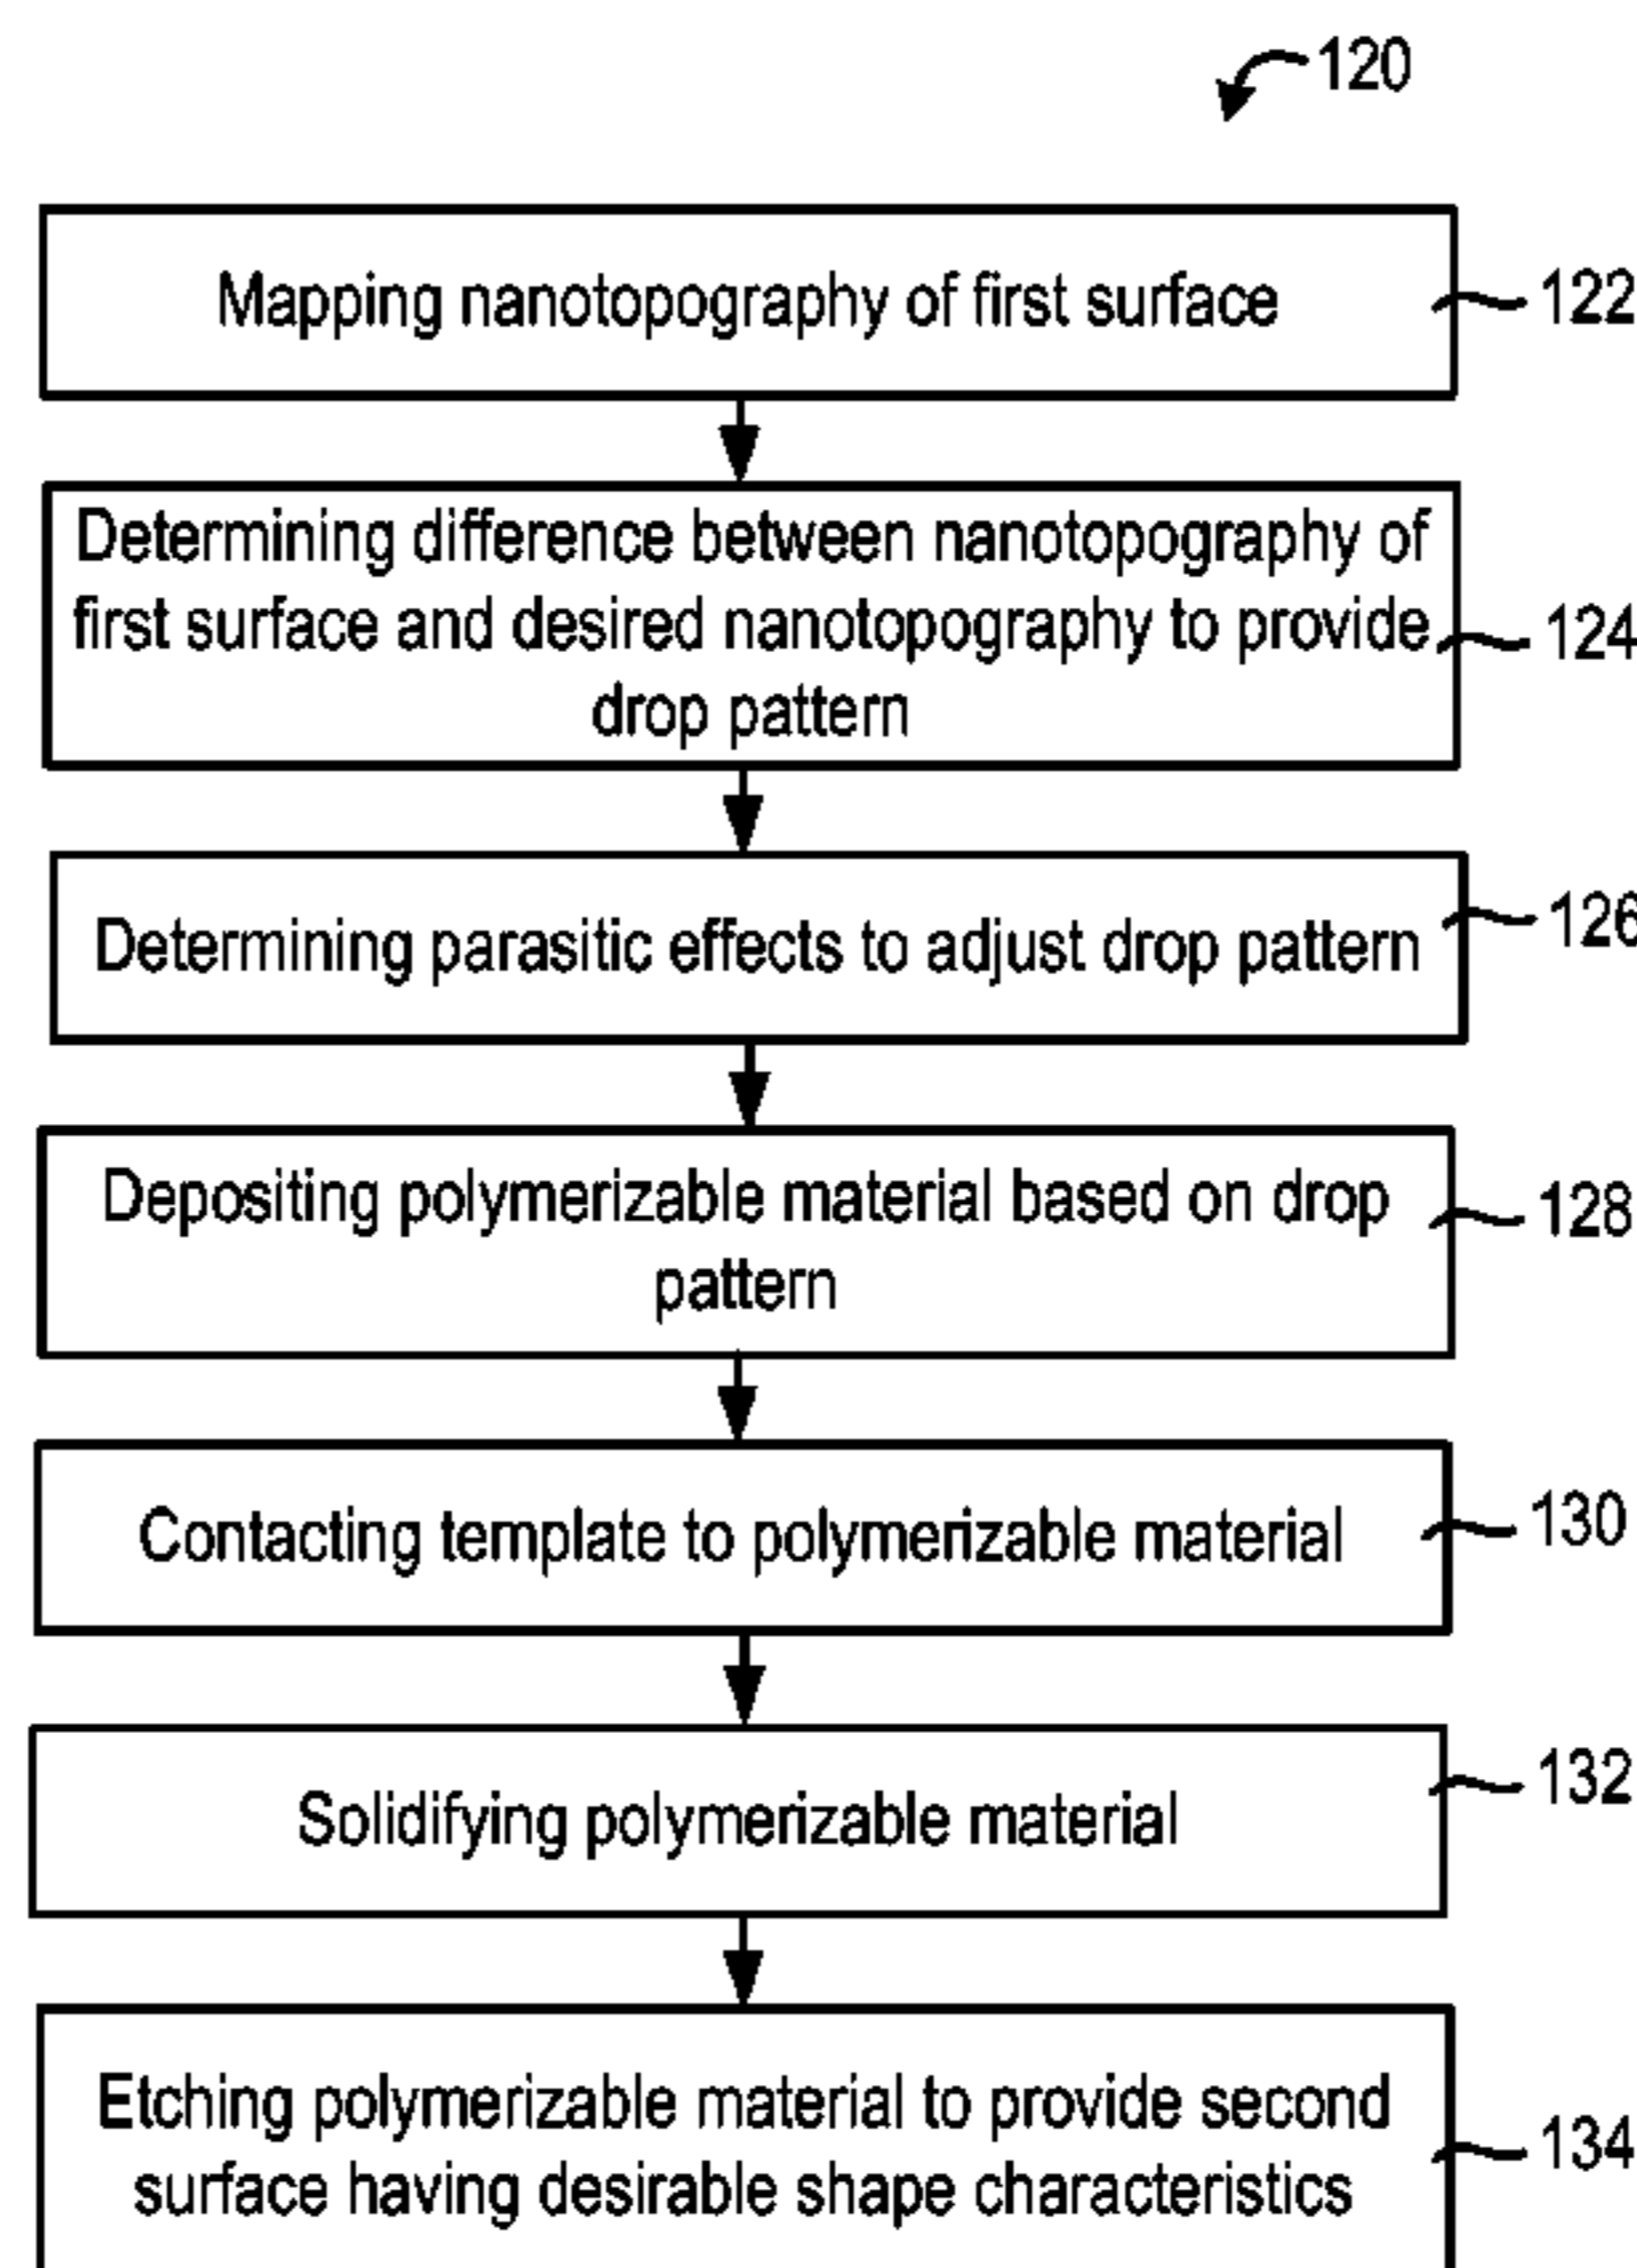 120
Mapping nanotopography of first surface
122
Determining difference between nanotopography of
first surface and desired nanotopography to provide
drop pattern
124
Determining parasitic effects to adjust drop pattern
126
Depositing polymerizable material based on drop
pattern
128
Contacting template to polymerizable material
130
Solidifying polymerizable material
132
Etching polymerizable material to provide second
surface having desirable shape characteristics
134